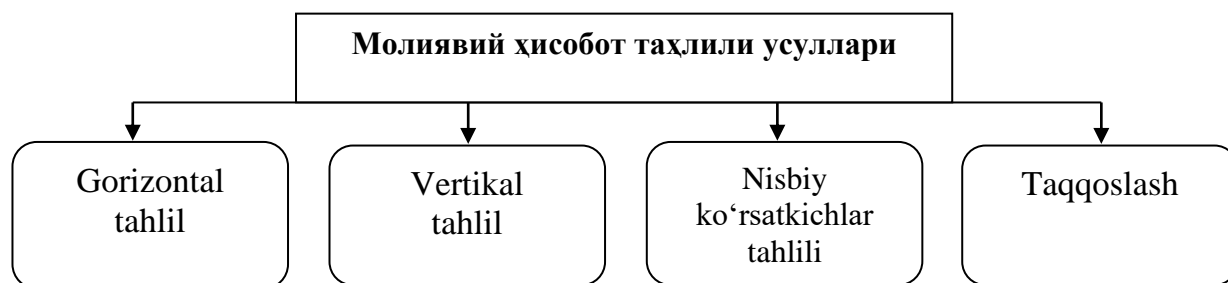 Молиявий ҳисобот таҳлили усуллари
Gorizontal
tahlil
Vertikal
tahlil
Nisbiy
ko‘rsatkichlar
tahlili
Taqqoslash